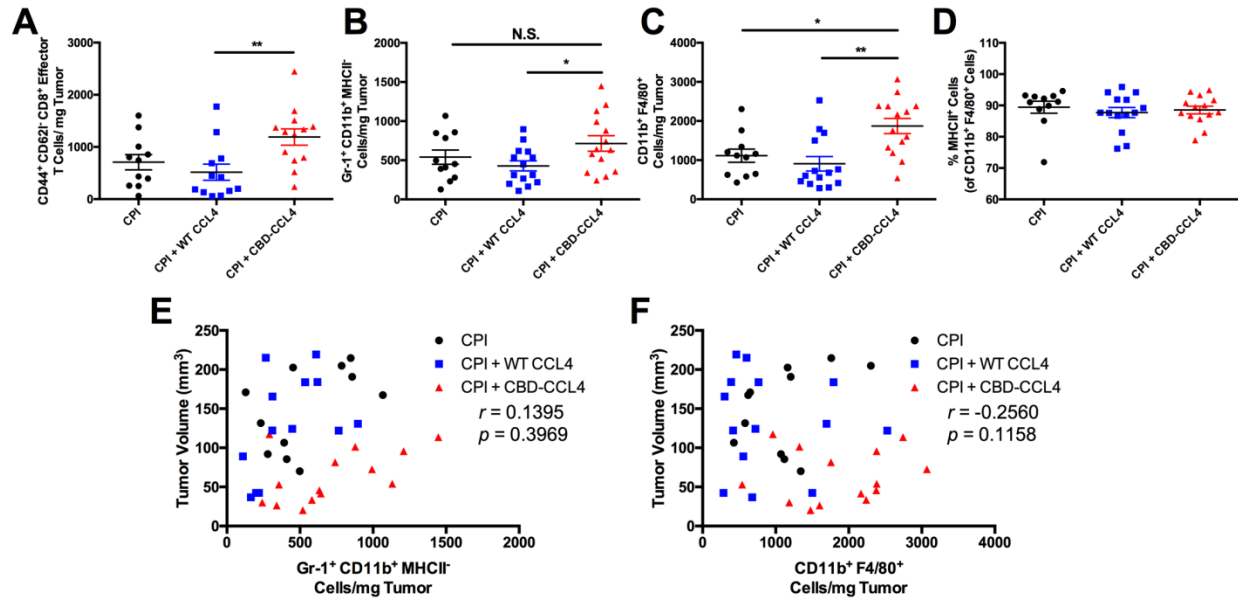 A
CD44⁺ CD62l⁻ CD8⁺ Effector
T Cells/ mg Tumor
3000
2000
1000
0
**
CPI
CPI + WT CCL4
CPI + CBD-CCL4
B
Gr-1⁺ CD11b⁺ MHCII⁻
Cells/mg Tumor
2000
1500
1000
500
0
N.S.
*
CPI
CPI + WT CCL4
CPI + CBD-CCL4
C
CD11b⁺ F4/80⁺
Cells/mg Tumor
4000
3000
2000
1000
0
*
**
CPI
CPI + WT CCL4
CPI + CBD-CCL4
D
% MHCII⁺ Cells
(of CD11b⁺ F4/80⁺ Cells)
110
100
90
80
70
60
CPI
CPI + WT CCL4
CPI + CBD-CCL4
E
Tumor Volume (mm³)
250
200
150
100
50
0
0
500
1000
1500
2000
Gr-1⁺ CD11b⁺ MHCII⁻
Cells/mg Tumor
CPI
CPI + WT CCL4
CPI + CBD-CCL4
r = 0.1395
p = 0.3969
F
Tumor Volume (mm³)
250
200
150
100
50
0
0
1000
2000
3000
4000
CD11b⁺ F4/80⁺
Cells/mg Tumor
CPI
CPI + WT CCL4
CPI + CBD-CCL4
r = -0.2560
p = 0.1158